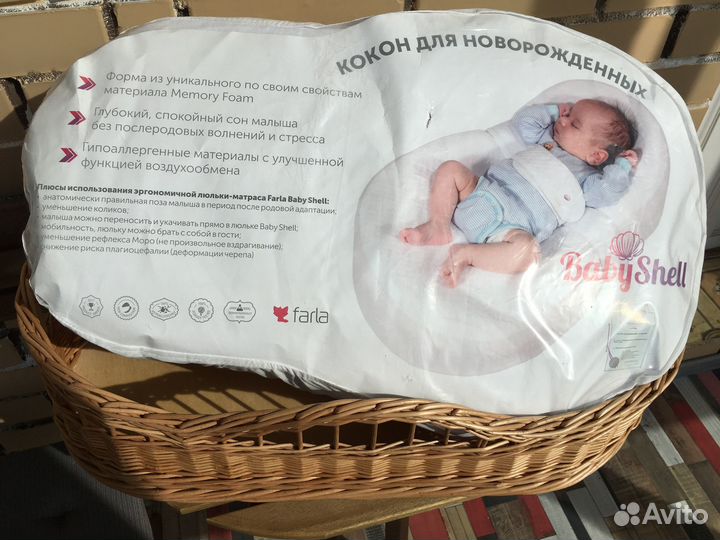 КОКОН ДЛЯ НОВОРОЖДЕННЫХ
Форма из уникального по своим свойствам
материала Memory Foam
Глубокий, спокойный сон малыша
без послеродовых волнений и стресса
Гипоаллергенные материалы с улучшенной
функцией воздухообмена
Плюсы использования эргономичной люльки-матраса Farla Baby Shell:
анатомически правильная поза малыша в период после родовой адаптации;
уменьшение коликов;
малыша можно переносить и укачивать прямо в люльке Baby Shell;
мобильность, люльку можно брать с собой в гости;
уменьшение рефлекса Моро (не произвольное вздрагивание);
снижение риска плагиоцефалии (деформации черепа)
farla
BabyShell
Avito